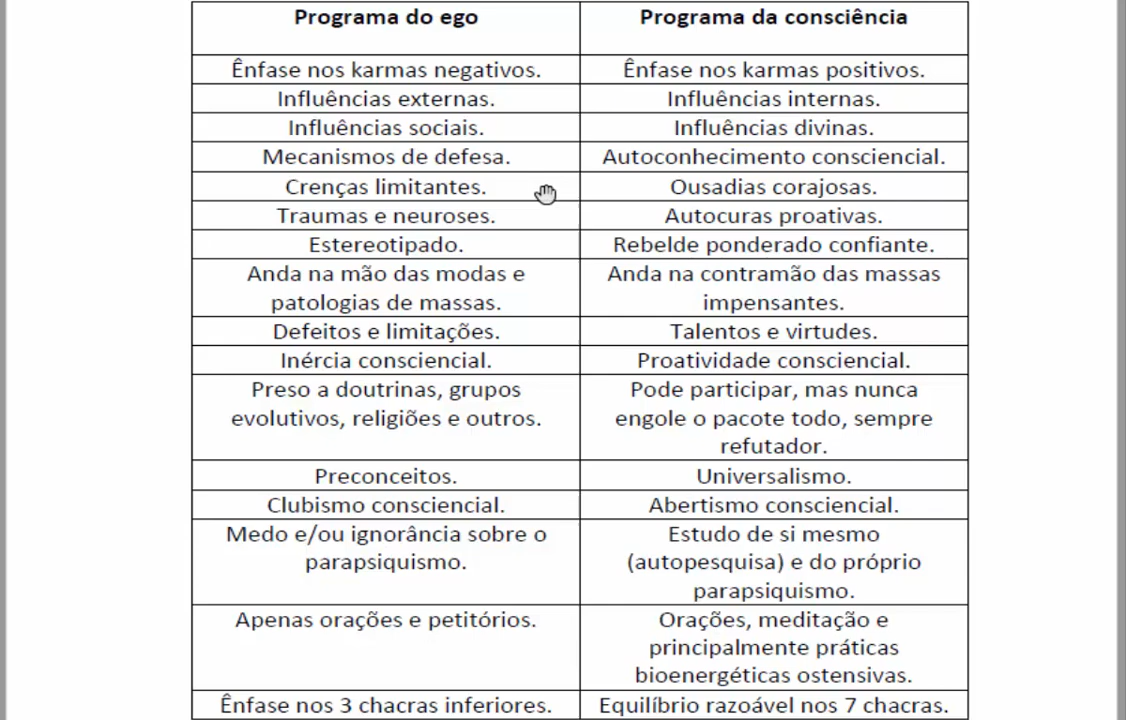 Programa do ego
Programa da consciência
Ênfase nos karmas negativos.
Ênfase nos karmas positivos.
Influências externas.
Influências internas.
Influências sociais.
Influências divinas.
Mecanismos de defesa.
Autoconhecimento consciencial.
Crenças limitantes.
Ousadias corajosas.
Traumas e neuroses.
Autocuras proativas.
Estereotipado.
Rebelde ponderado confiante.
Anda na mão das modas e
patologias de massas.
Anda na contramão das massas
impensantes.
Defeitos e limitações.
Talentos e virtudes.
Inércia consciencial.
Proatividade consciencial.
Preso a doutrinas, grupos
evolutivos, religiões e outros.
Pode participar, mas nunca
engole o pacote todo, sempre
refutador.
Preconceitos.
Universalismo.
Clubismo consciencial.
Abertismo consciencial.
Medo e/ou ignorância sobre o
parapsiquismo.
Estudo de si mesmo
(autopesquisa) e do próprio
parapsiquismo.
Apenas orações e petitórios.
Orações, meditação e
principalmente práticas
bioenergéticas ostensivas.
Ênfase nos 3 chacras inferiores.
Equilíbrio razoável nos 7 chacras.